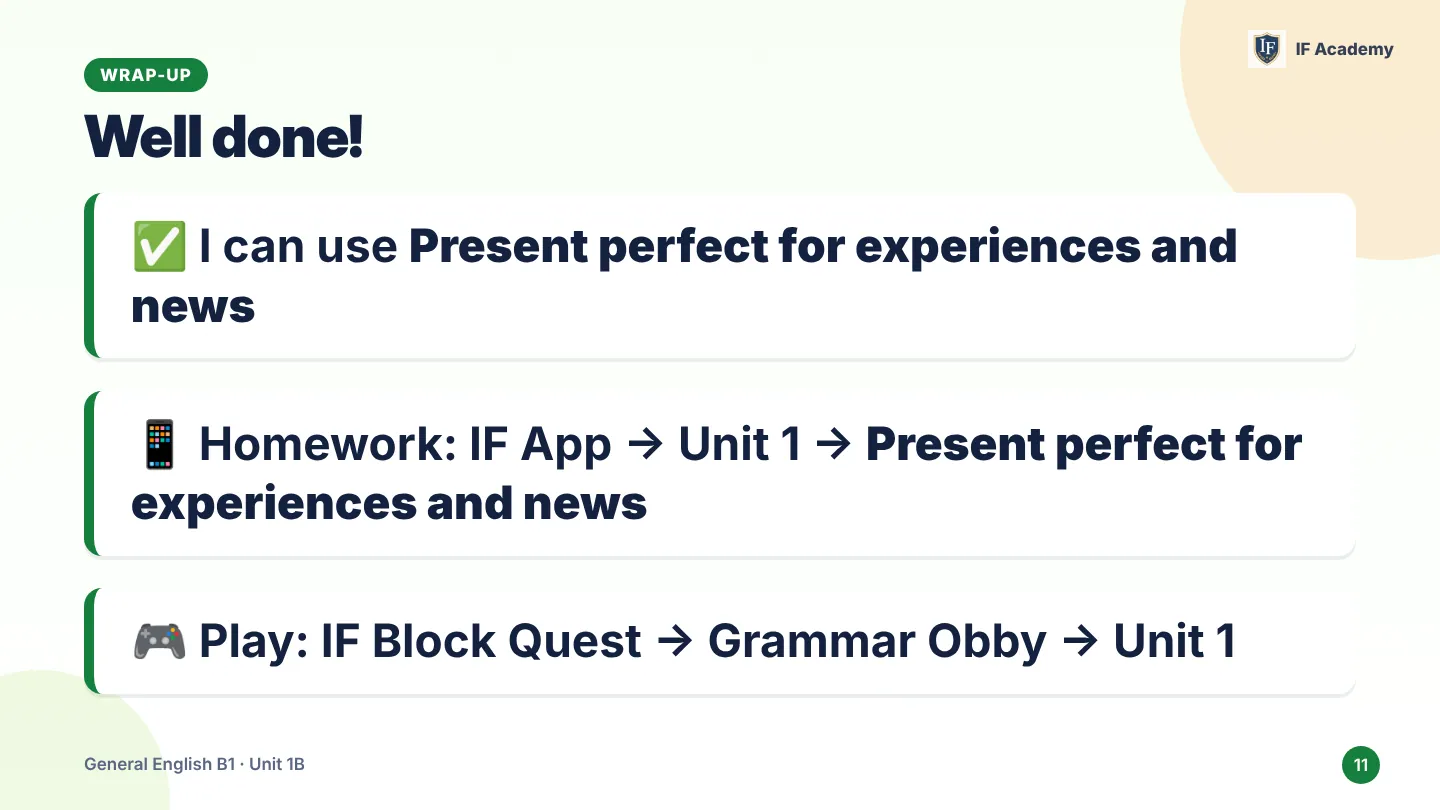 IF Academy
WRAP-UP
Well done!
✅ I can use Present perfect for experiences and
news
📱 Homework: IF App → Unit 1 → Present perfect for
experiences and news
🎮 Play: IF Block Quest → Grammar Obby → Unit 1
General English B1 · Unit 1B
11